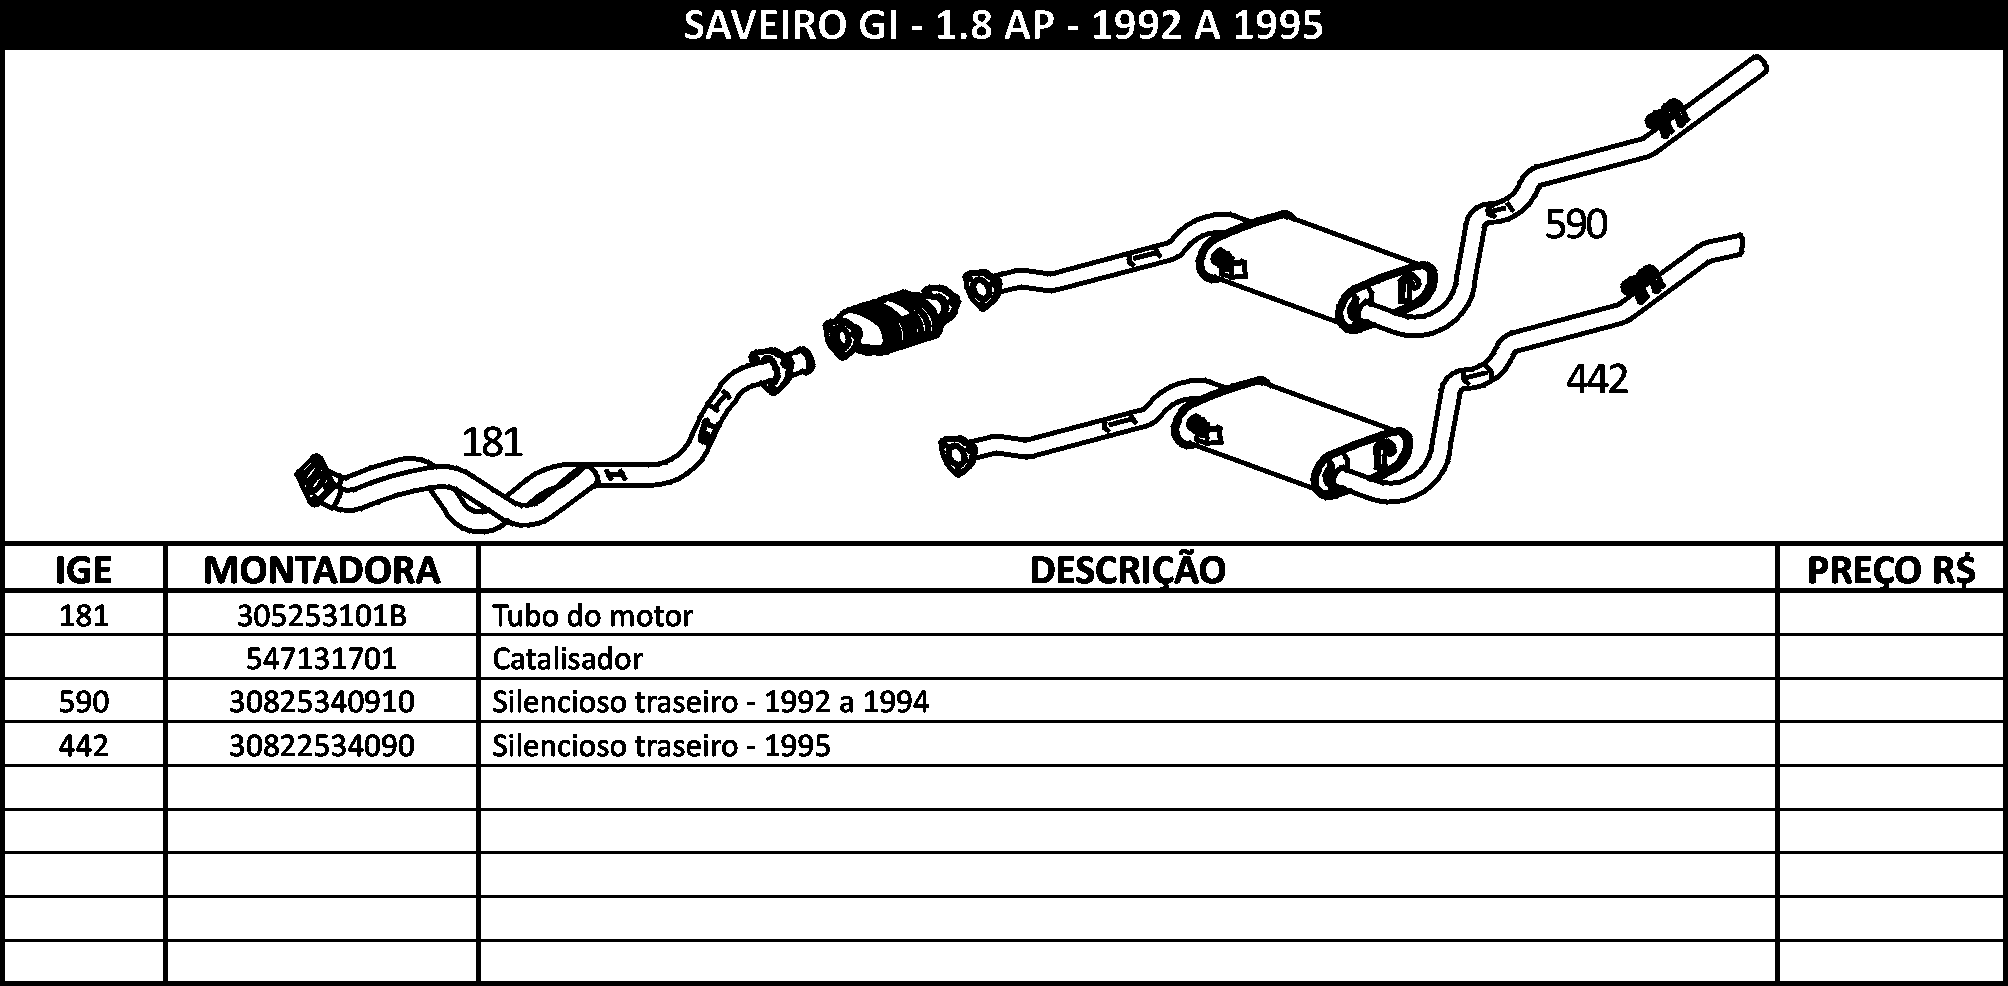 SAVEIRO GI - 1.8 AP - 1992 A 1995
590
442
181
IGE MONTADORA DESCRIÇÃO PREÇO R$
181 305253101B Tubo do motor
547131701 Catalisador
590 30825340910 Silencioso traseiro - 1992 a 1994
442 30822534090 Silencioso traseiro - 1995